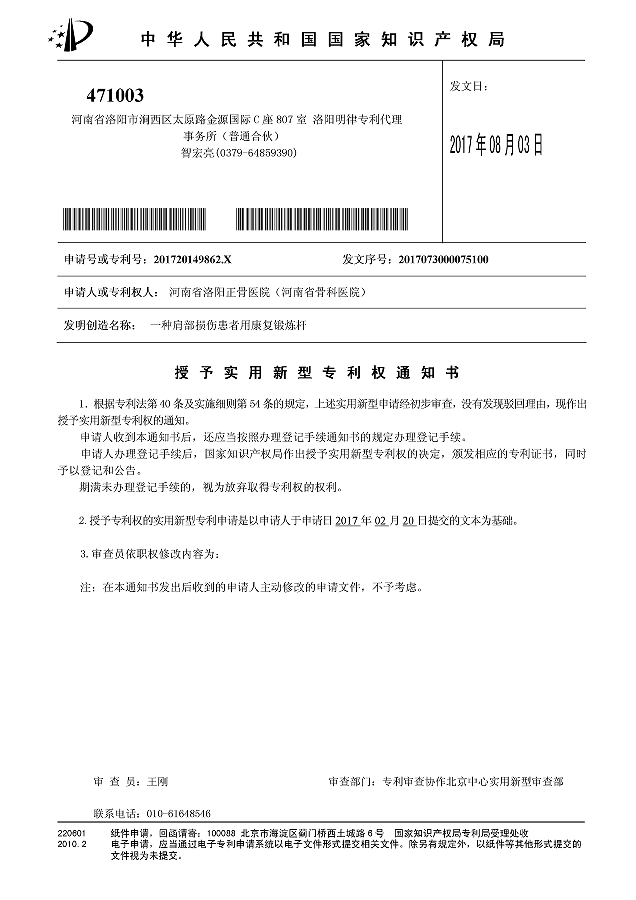 中华人民共和国国家知识产权局
471003
河南省洛阳市涧西区太原路金源国际 C 座 807 室 洛阳明律专利代理
事务所（普通合伙）
智宏亮(0379-64859390)
发文日：
2017 年 08 月 03 日
申请号或专利号：201720149862.X
发文序号：2017073000075100
申请人或专利权人：河南省洛阳正骨医院（河南省骨科医院）
发明创造名称：一种肩部损伤患者用康复锻炼杆
授予实用新型专利权通知书
1．根据专利法第 40 条及实施细则第 54 条的规定，上述实用新型申请经初步审查，没有发现驳回理由，现作出
授予实用新型专利权的通知。
申请人收到本通知书后，还应当按照办理登记手续通知书的规定办理登记手续。
申请人办理登记手续后，国家知识产权局作出授予实用新型专利权的决定，颁发相应的专利证书，同时
予以登记和公告。
期满未办理登记手续的，视为放弃取得专利权的权利。
2.授予专利权的实用新型专利申请是以申请人于申请日 2017 年 02 月 20 日提交的文本为基础。
3.审查员依职权修改内容为：
注：在本通知书发出后收到的申请人主动修改的申请文件，不予考虑。
审 查 员：王刚
审查部门：专利审查协作北京中心实用新型审查部
联系电话：010-61648546
220601 纸件申请，回函请寄：100088 北京市海淀区蓟门桥西土城路 6 号 国家知识产权局专利局受理处收
2010.2 电子申请，应当通过电子专利申请系统以电子文件形式提交相关文件。除另有规定外，以纸件等其他形式提交的
文件视为未提交。